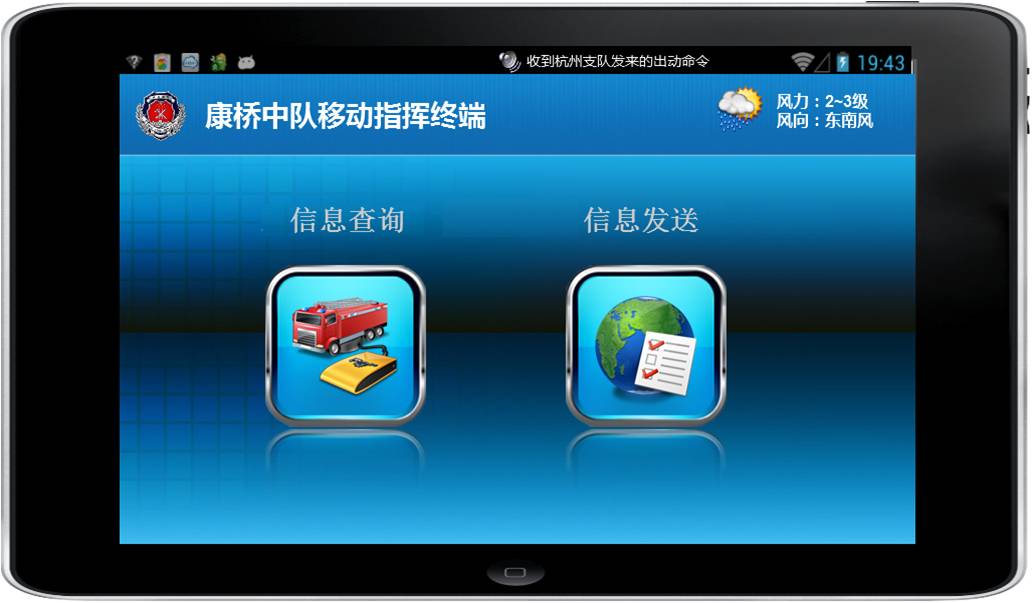 收到杭州支队发来的出动命令
19:43
康桥中队移动指挥终端
风力：2~3级
风向：东南风
信息查询
信息发送